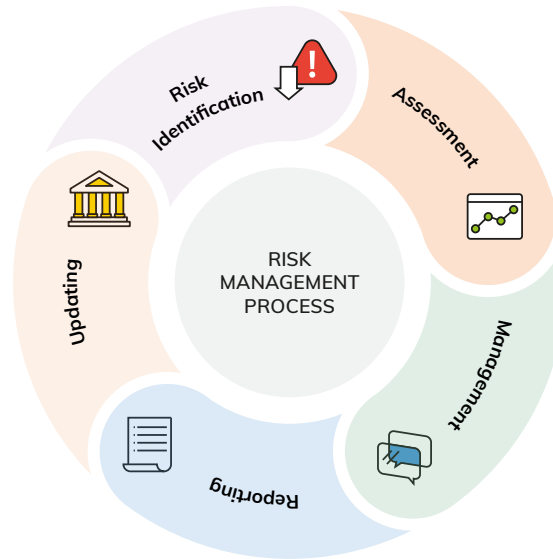 Risk
Identification
!
Assessment
RISK
MANAGEMENT
PROCESS
Management
Reporting
Updating